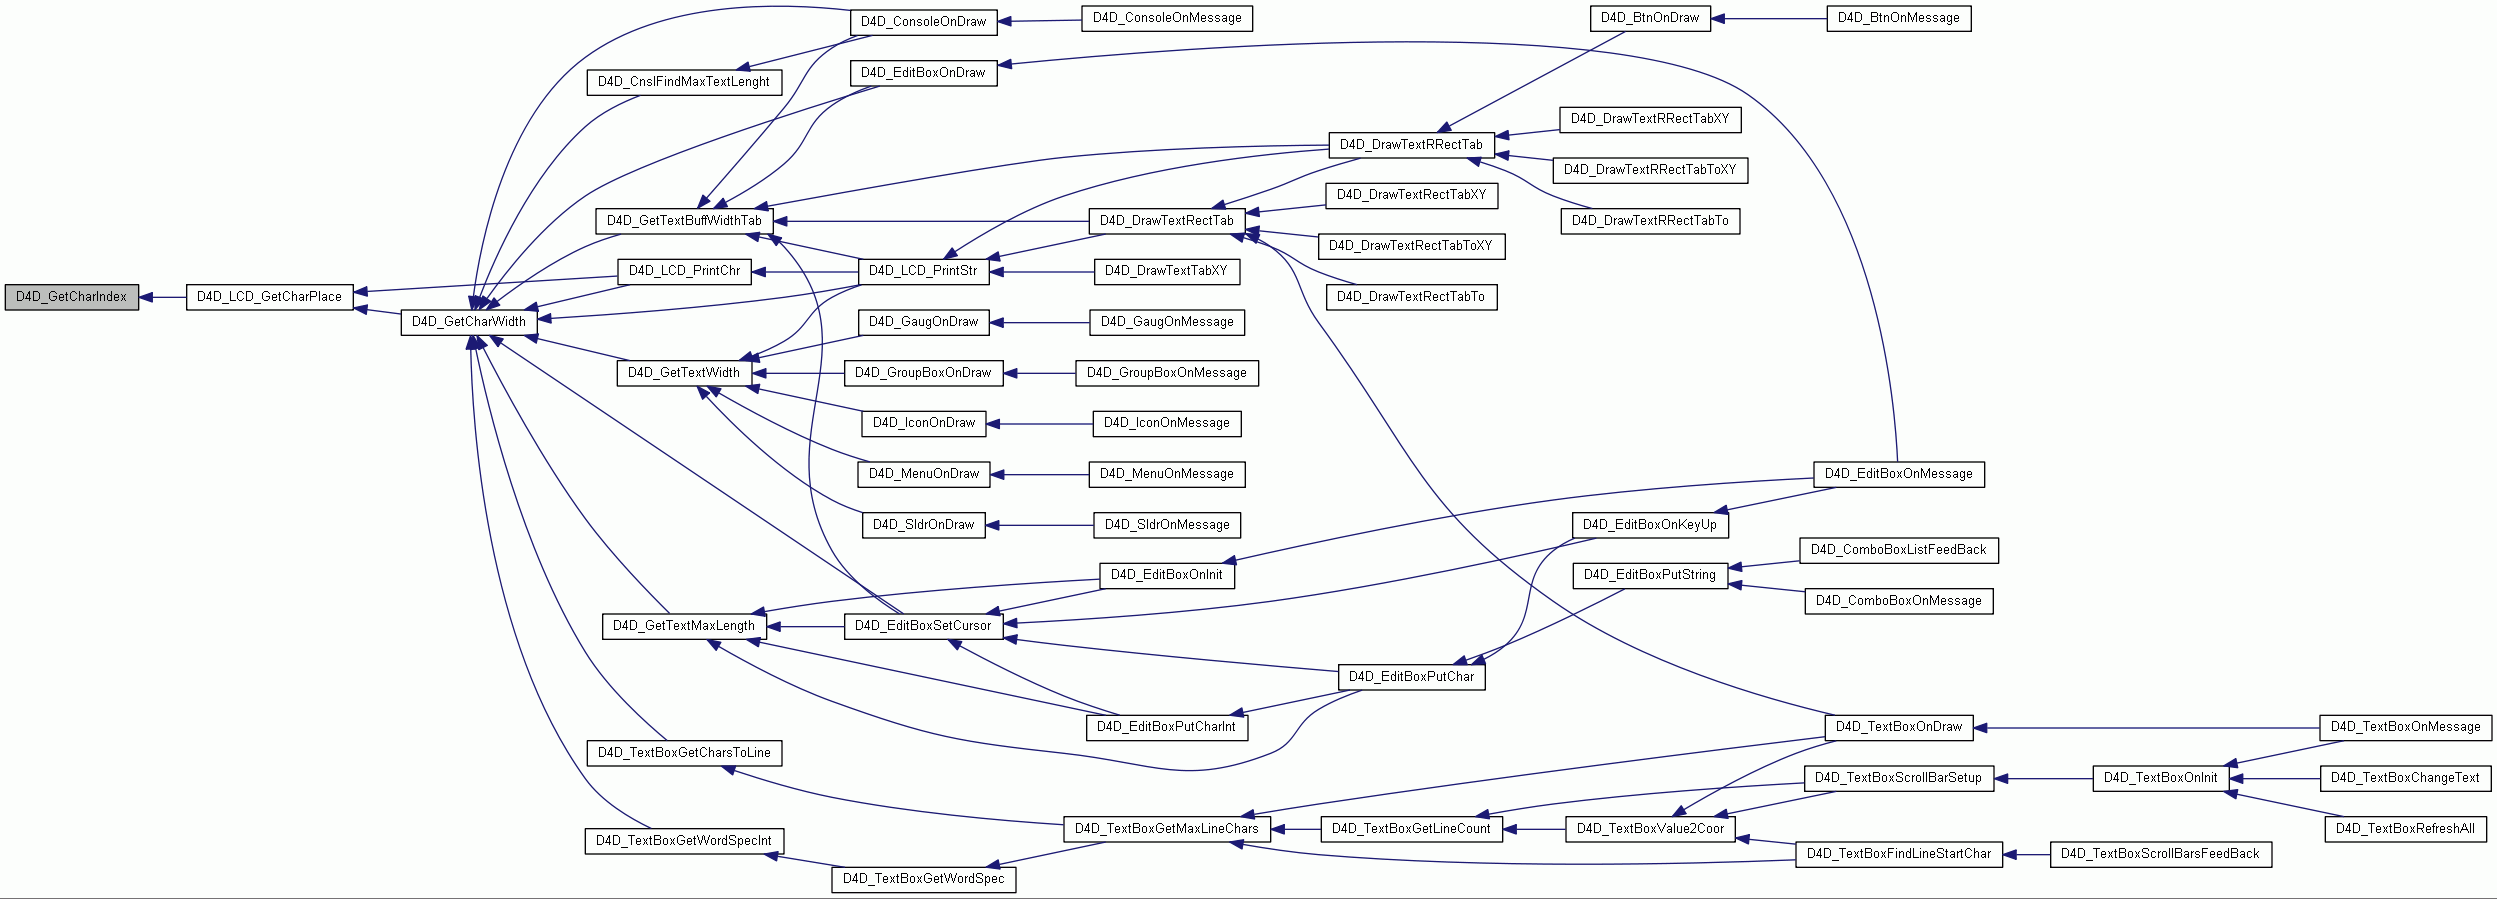 D4D_GetCharIndex
D4D_LCD_GetCharPlace
D4D_GetCharWidth
D4D_CnslFindMaxTextLenght
D4D_GetTextBuffWidthTab
D4D_LCD_PrintChr
D4D_GetTextWidth
D4D_GetTextMaxLength
D4D_TextBoxGetCharsToLine
D4D_TextBoxGetWordSpecInt
D4D_ConsoleOnDraw
D4D_EditBoxOnDraw
D4D_LCD_PrintStr
D4D_GaugOnDraw
D4D_GroupBoxOnDraw
D4D_IconOnDraw
D4D_MenuOnDraw
D4D_SldrOnDraw
D4D_EditBoxSetCursor
D4D_TextBoxGetWordSpec
D4D_ConsoleOnMessage
D4D_DrawTextRectTab
D4D_DrawTextTabXY
D4D_GaugOnMessage
D4D_GroupBoxOnMessage
D4D_IconOnMessage
D4D_MenuOnMessage
D4D_SldrOnMessage
D4D_EditBoxOnInit
D4D_EditBoxPutCharInt
D4D_TextBoxGetMaxLineChars
D4D_DrawTextRRectTab
D4D_DrawTextRectTabXY
D4D_DrawTextRectTabToXY
D4D_DrawTextRectTabTo
D4D_EditBoxPutChar
D4D_TextBoxGetLineCount
D4D_BtnOnDraw
D4D_DrawTextRRectTabXY
D4D_DrawTextRRectTabToXY
D4D_DrawTextRRectTabTo
D4D_EditBoxOnKeyUp
D4D_EditBoxPutString
D4D_TextBoxValue2Coor
D4D_BtnOnMessage
D4D_EditBoxOnMessage
D4D_ComboBoxListFeedBack
D4D_ComboBoxOnMessage
D4D_TextBoxOnDraw
D4D_TextBoxScrollBarSetup
D4D_TextBoxFindLineStartChar
D4D_TextBoxOnInit
D4D_TextBoxScrollBarsFeedBack
D4D_TextBoxOnMessage
D4D_TextBoxChangeText
D4D_TextBoxRefreshAll